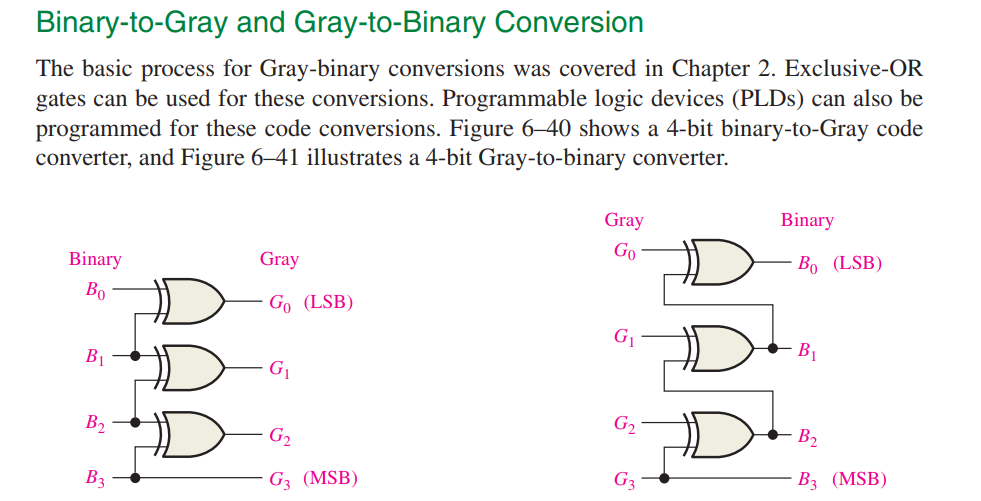 Binary-to-Gray and Gray-to-Binary Conversion
The basic process for Gray-binary conversions was covered in Chapter 2. Exclusive-OR
gates can be used for these conversions. Programmable logic devices (PLDs) can also be
programmed for these code conversions. Figure 6–40 shows a 4-bit binary-to-Gray code
converter, and Figure 6–41 illustrates a 4-bit Gray-to-binary converter.
Binary Gray
B0 G0 (LSB)
B1 G1
B2 G2
B3 G3 (MSB)
Gray Binary
G0 B0 (LSB)
G1 B1
G2 B2
G3 B3 (MSB)